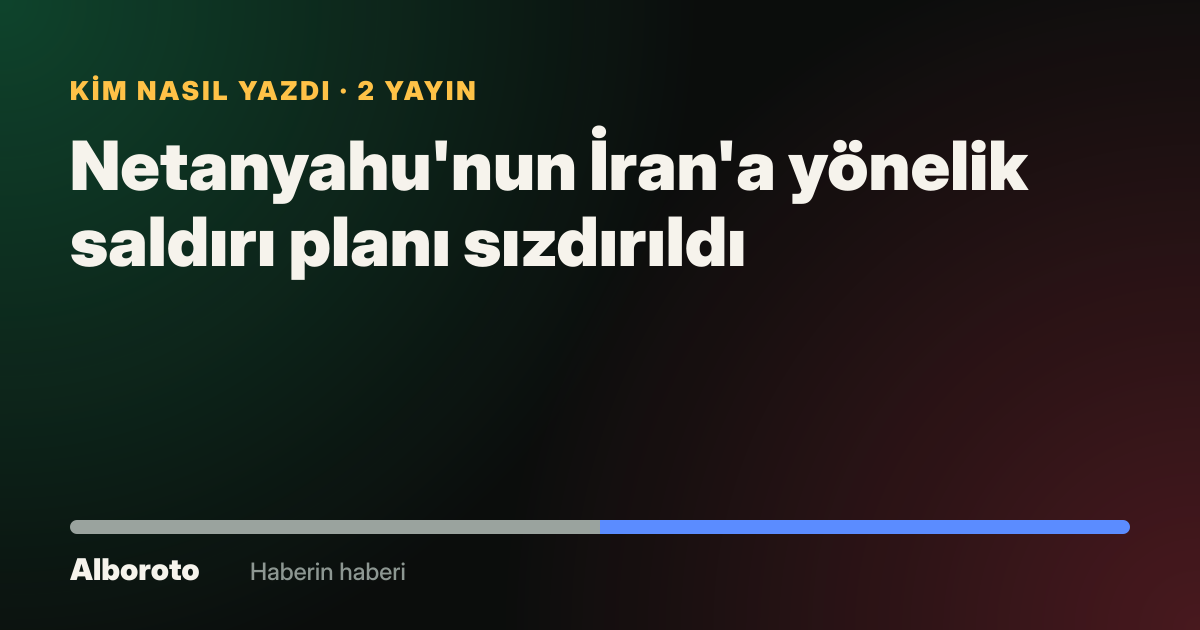 KİM NASIL YAZDI · 2 YAYIN
Netanyahu'nun İran'a yönelik
saldırı planı sızdırıldı
Alboroto
Haberin haberi